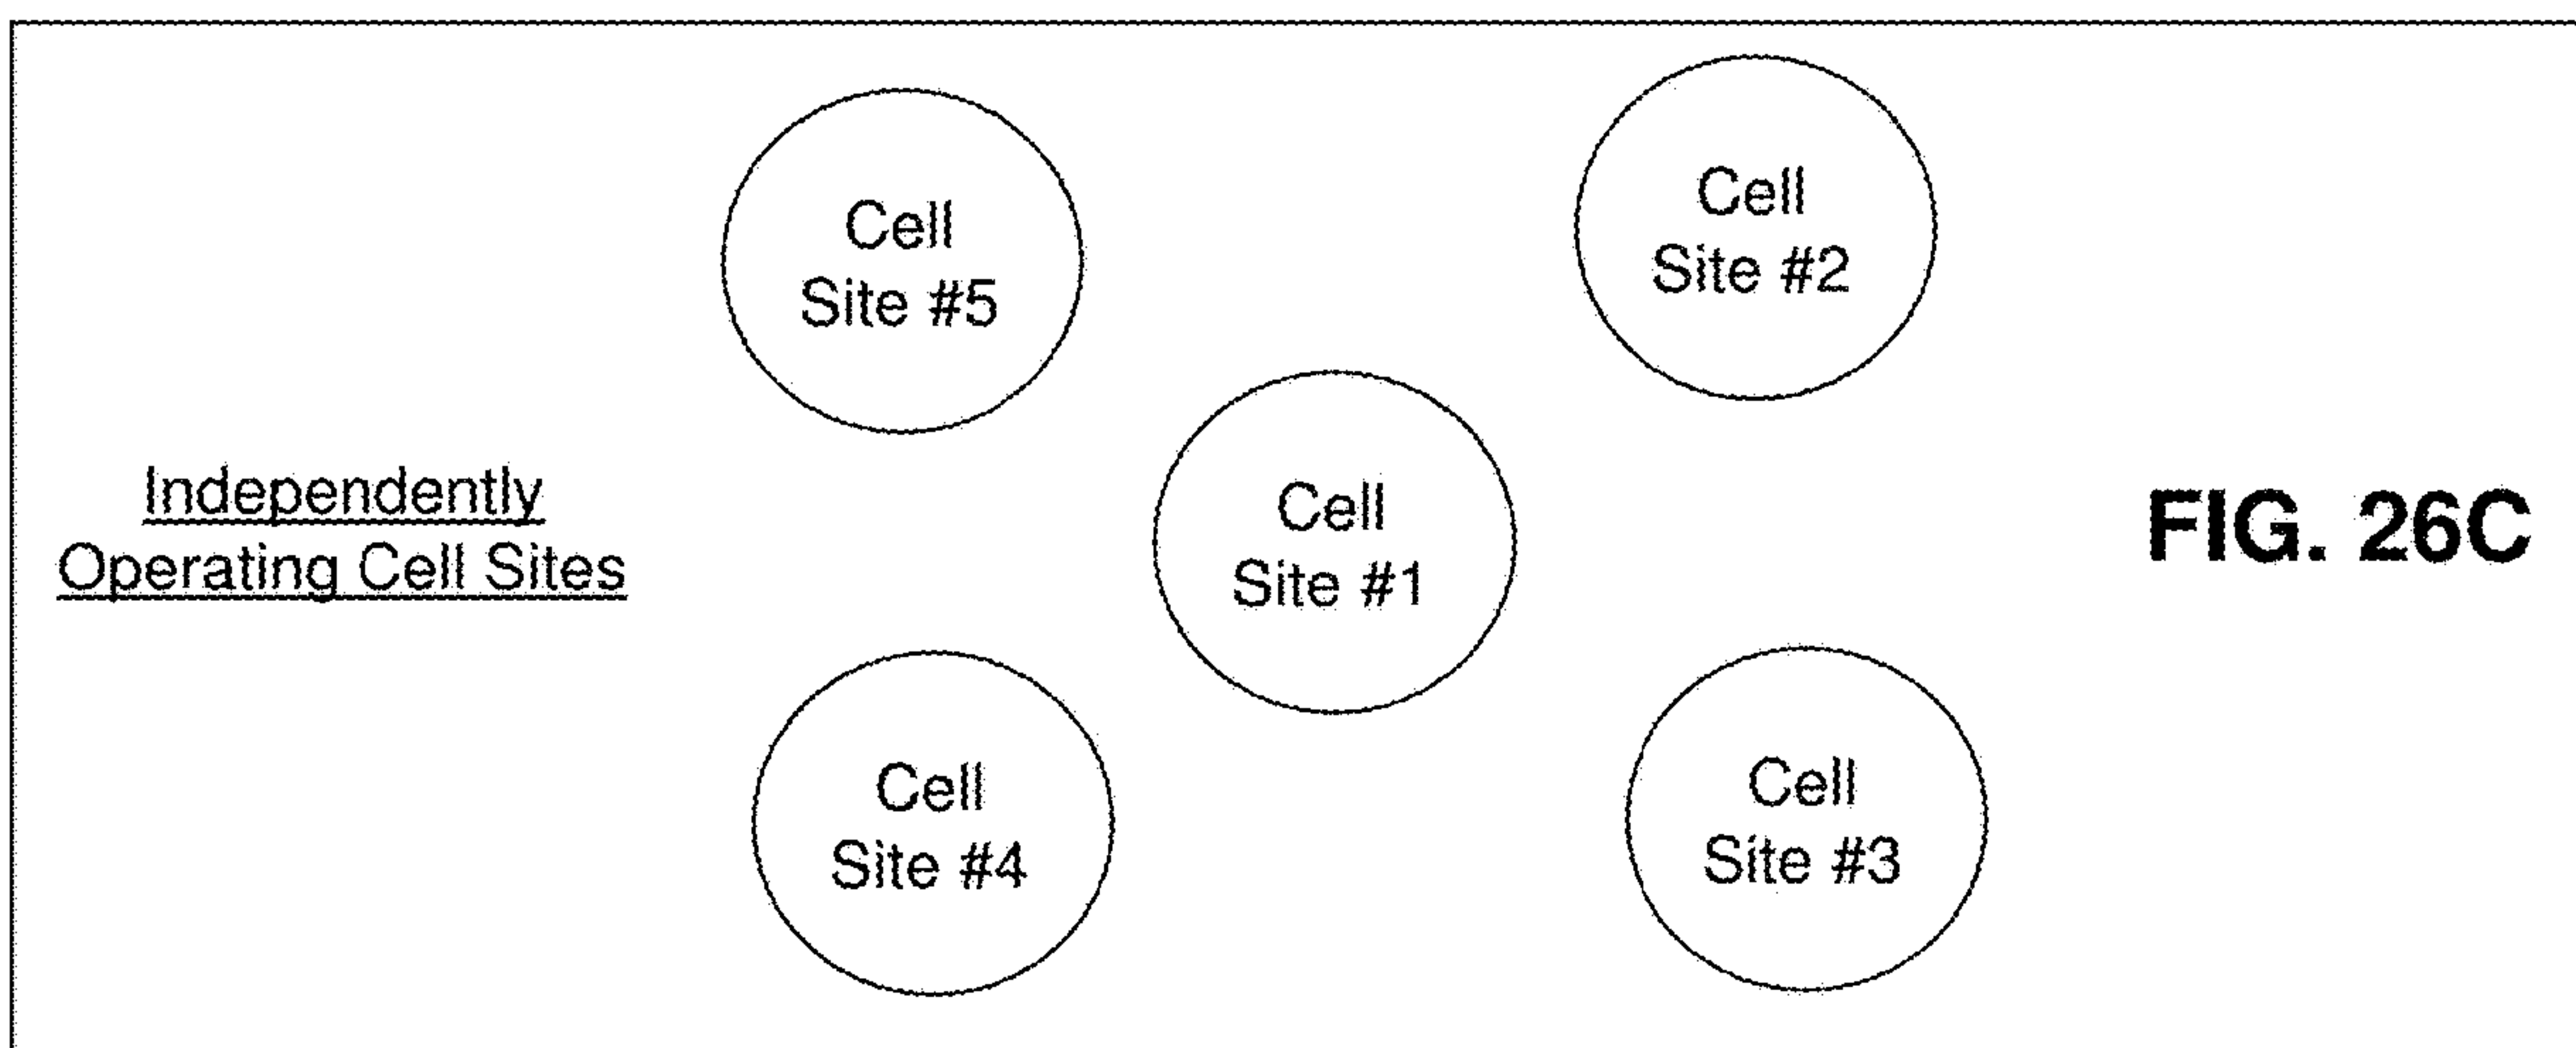 Independently
Operating Cell Sites
Cell
Site #5
Cell
Site #2
Cell
Site #1
Cell
Site #4
Cell
Site #3
FIG. 26C